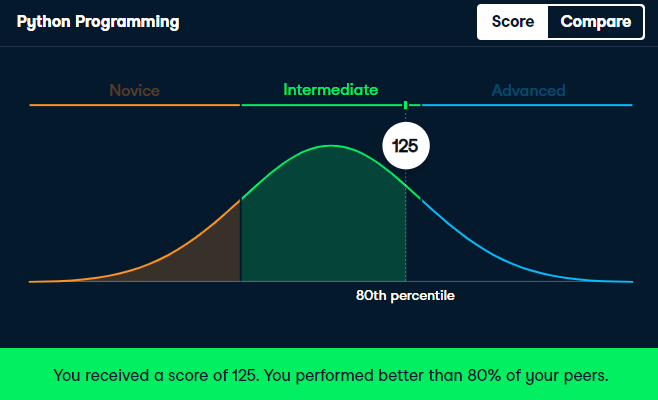 Python Programming
Score Compare
Novice Intermediate Advanced
125
80th percentile
You received a score of 125. You performed better than 80% of your peers.